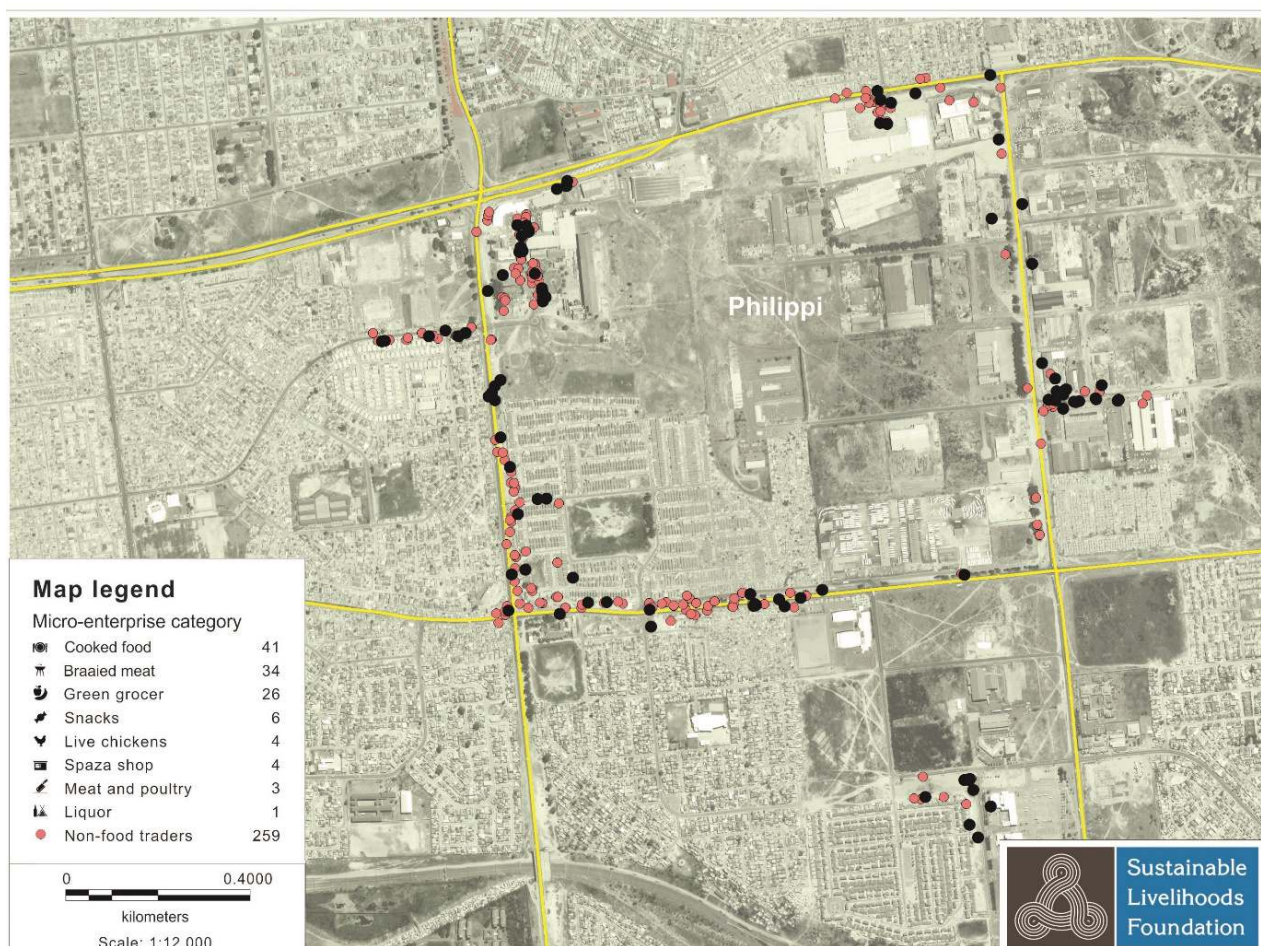 Philippi
Map legend
Micro-enterprise category
Cooked food 41
Braaied meat 34
Green grocer 26
Snacks 6
Live chickens 4
Spaza shop 4
Meat and poultry 3
Liquor 1
Non-food traders 259
0 0.4000
kilometers
Scale: 1:12 000
Sustainable
Livelihoods
Foundation